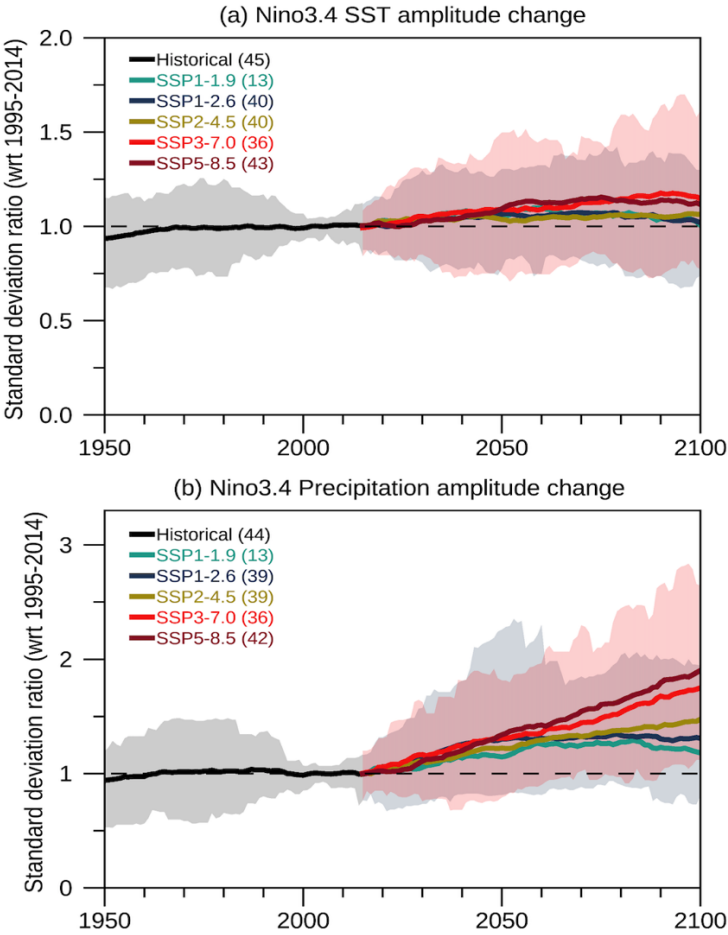 (a) Nino3.4 SST amplitude change
Standard deviation ratio (wrt 1995-2014)
2.0
1.5
1.0
0.5
0.0
Historical (45)
SSP1-1.9 (13)
SSP1-2.6 (40)
SSP2-4.5 (40)
SSP3-7.0 (36)
SSP5-8.5 (43)
1950 2000 2050 2100
(b) Nino3.4 Precipitation amplitude change
Standard deviation ratio (wrt 1995-2014)
3
2
1
0
Historical (44)
SSP1-1.9 (13)
SSP1-2.6 (39)
SSP2-4.5 (39)
SSP3-7.0 (36)
SSP5-8.5 (42)
1950 2000 2050 2100